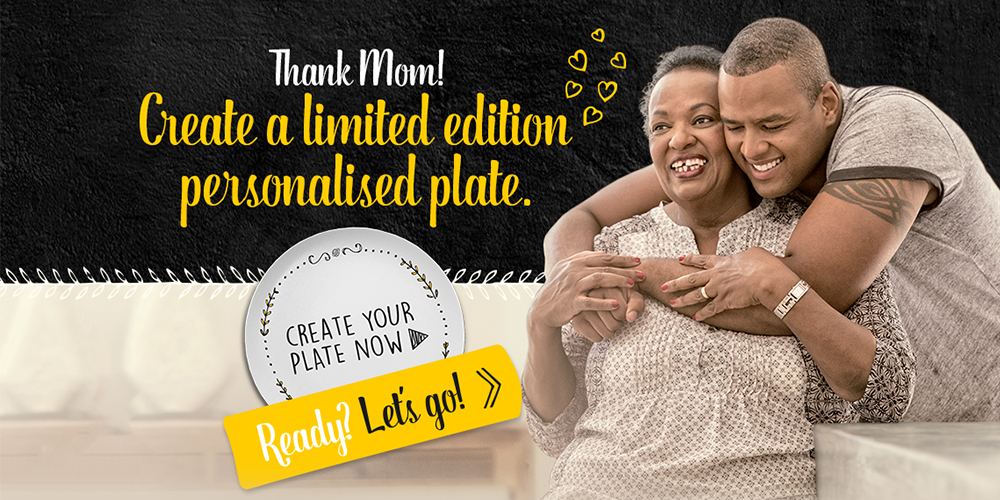 Thank Mom!
Create a limited edition
personalised plate.
CREATE YOUR
PLATE NOW
Ready? Let's go!